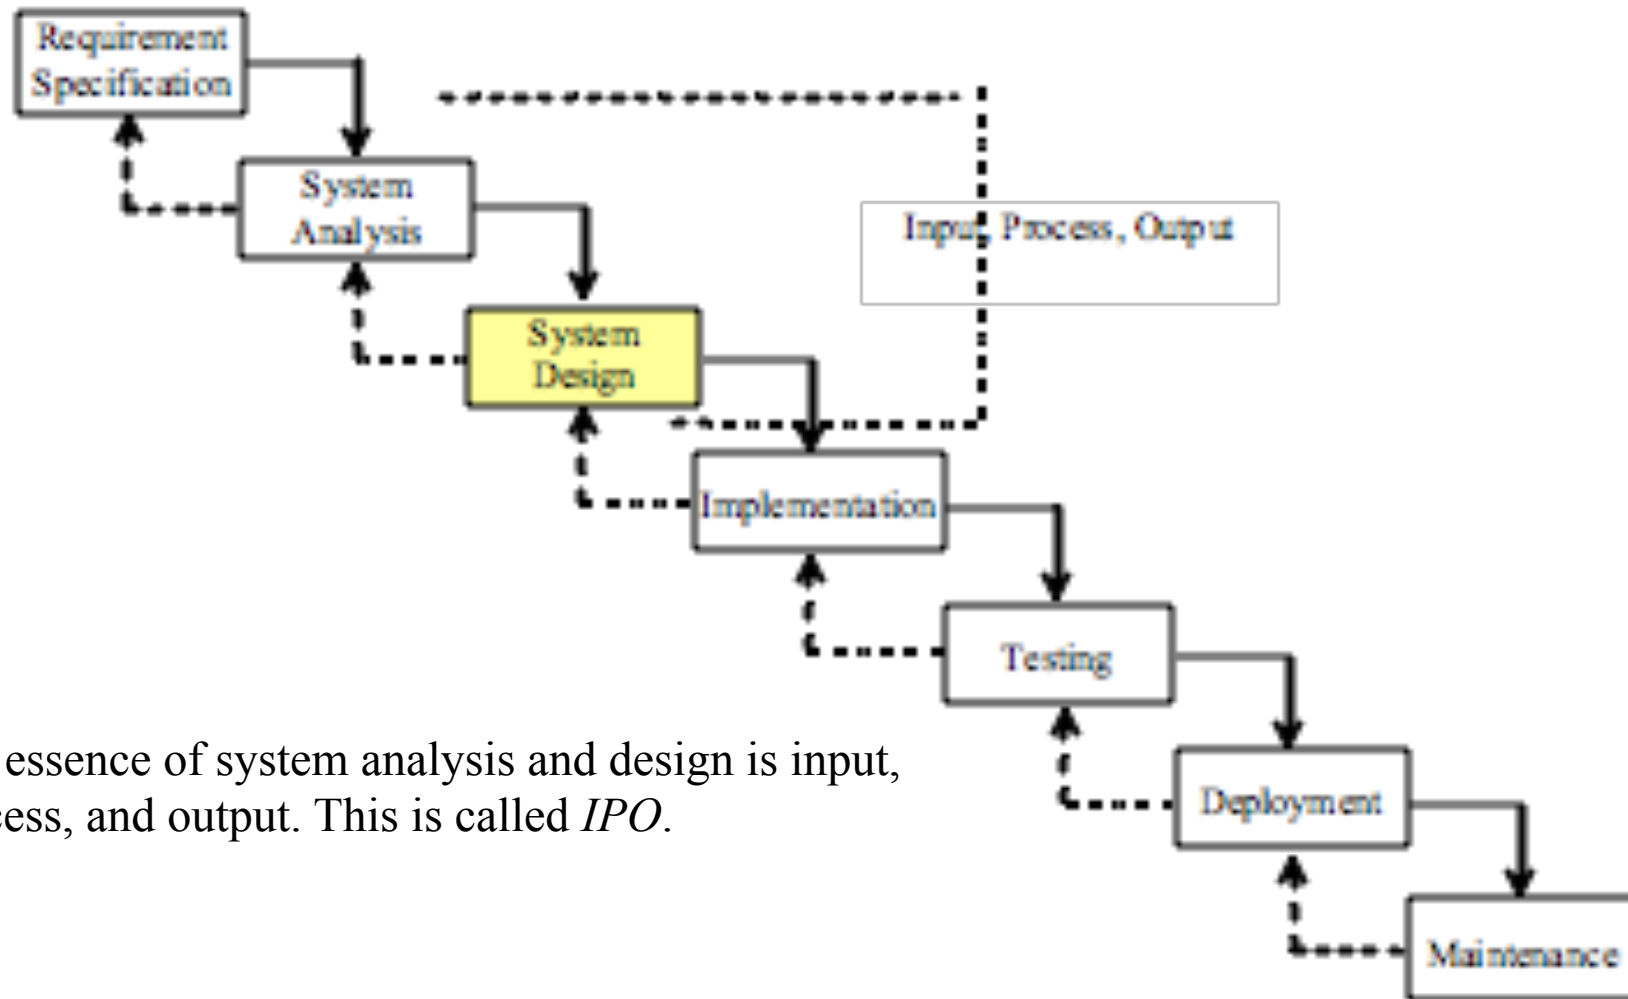 Requirement
Specification
System
Analysis
Input, Process, Output
System
Design
Implementation
Testing
essence of system analysis and design is input,
cess, and output. This is called IPO.
Deployment
Maintenance